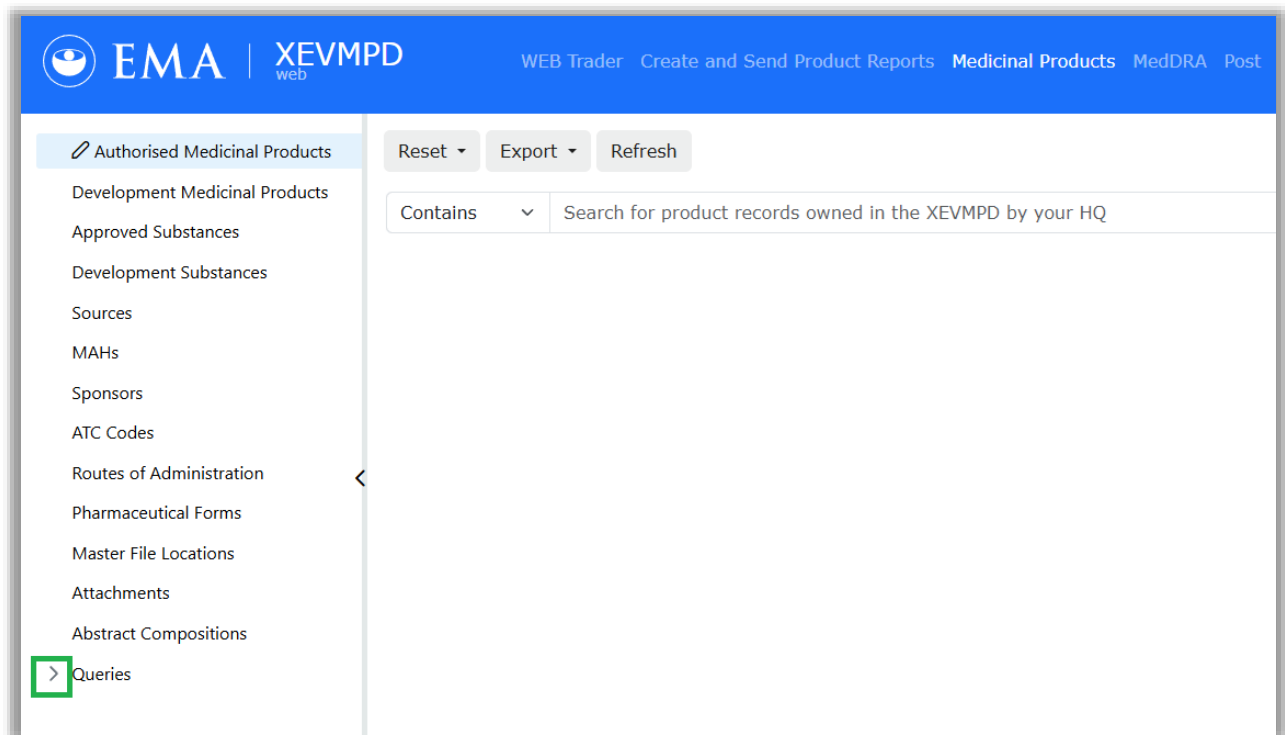 EMA | XEVMPD
web
WEB Trader Create and Send Product Reports Medicinal Products MedDRA Post
Authorised Medicinal Products
Development Medicinal Products
Approved Substances
Development Substances
Sources
MAHs
Sponsors
ATC Codes
Routes of Administration
Pharmaceutical Forms
Master File Locations
Attachments
Abstract Compositions
Queries
Reset Export Refresh
Contains Search for product records owned in the XEVMPD by your HQ